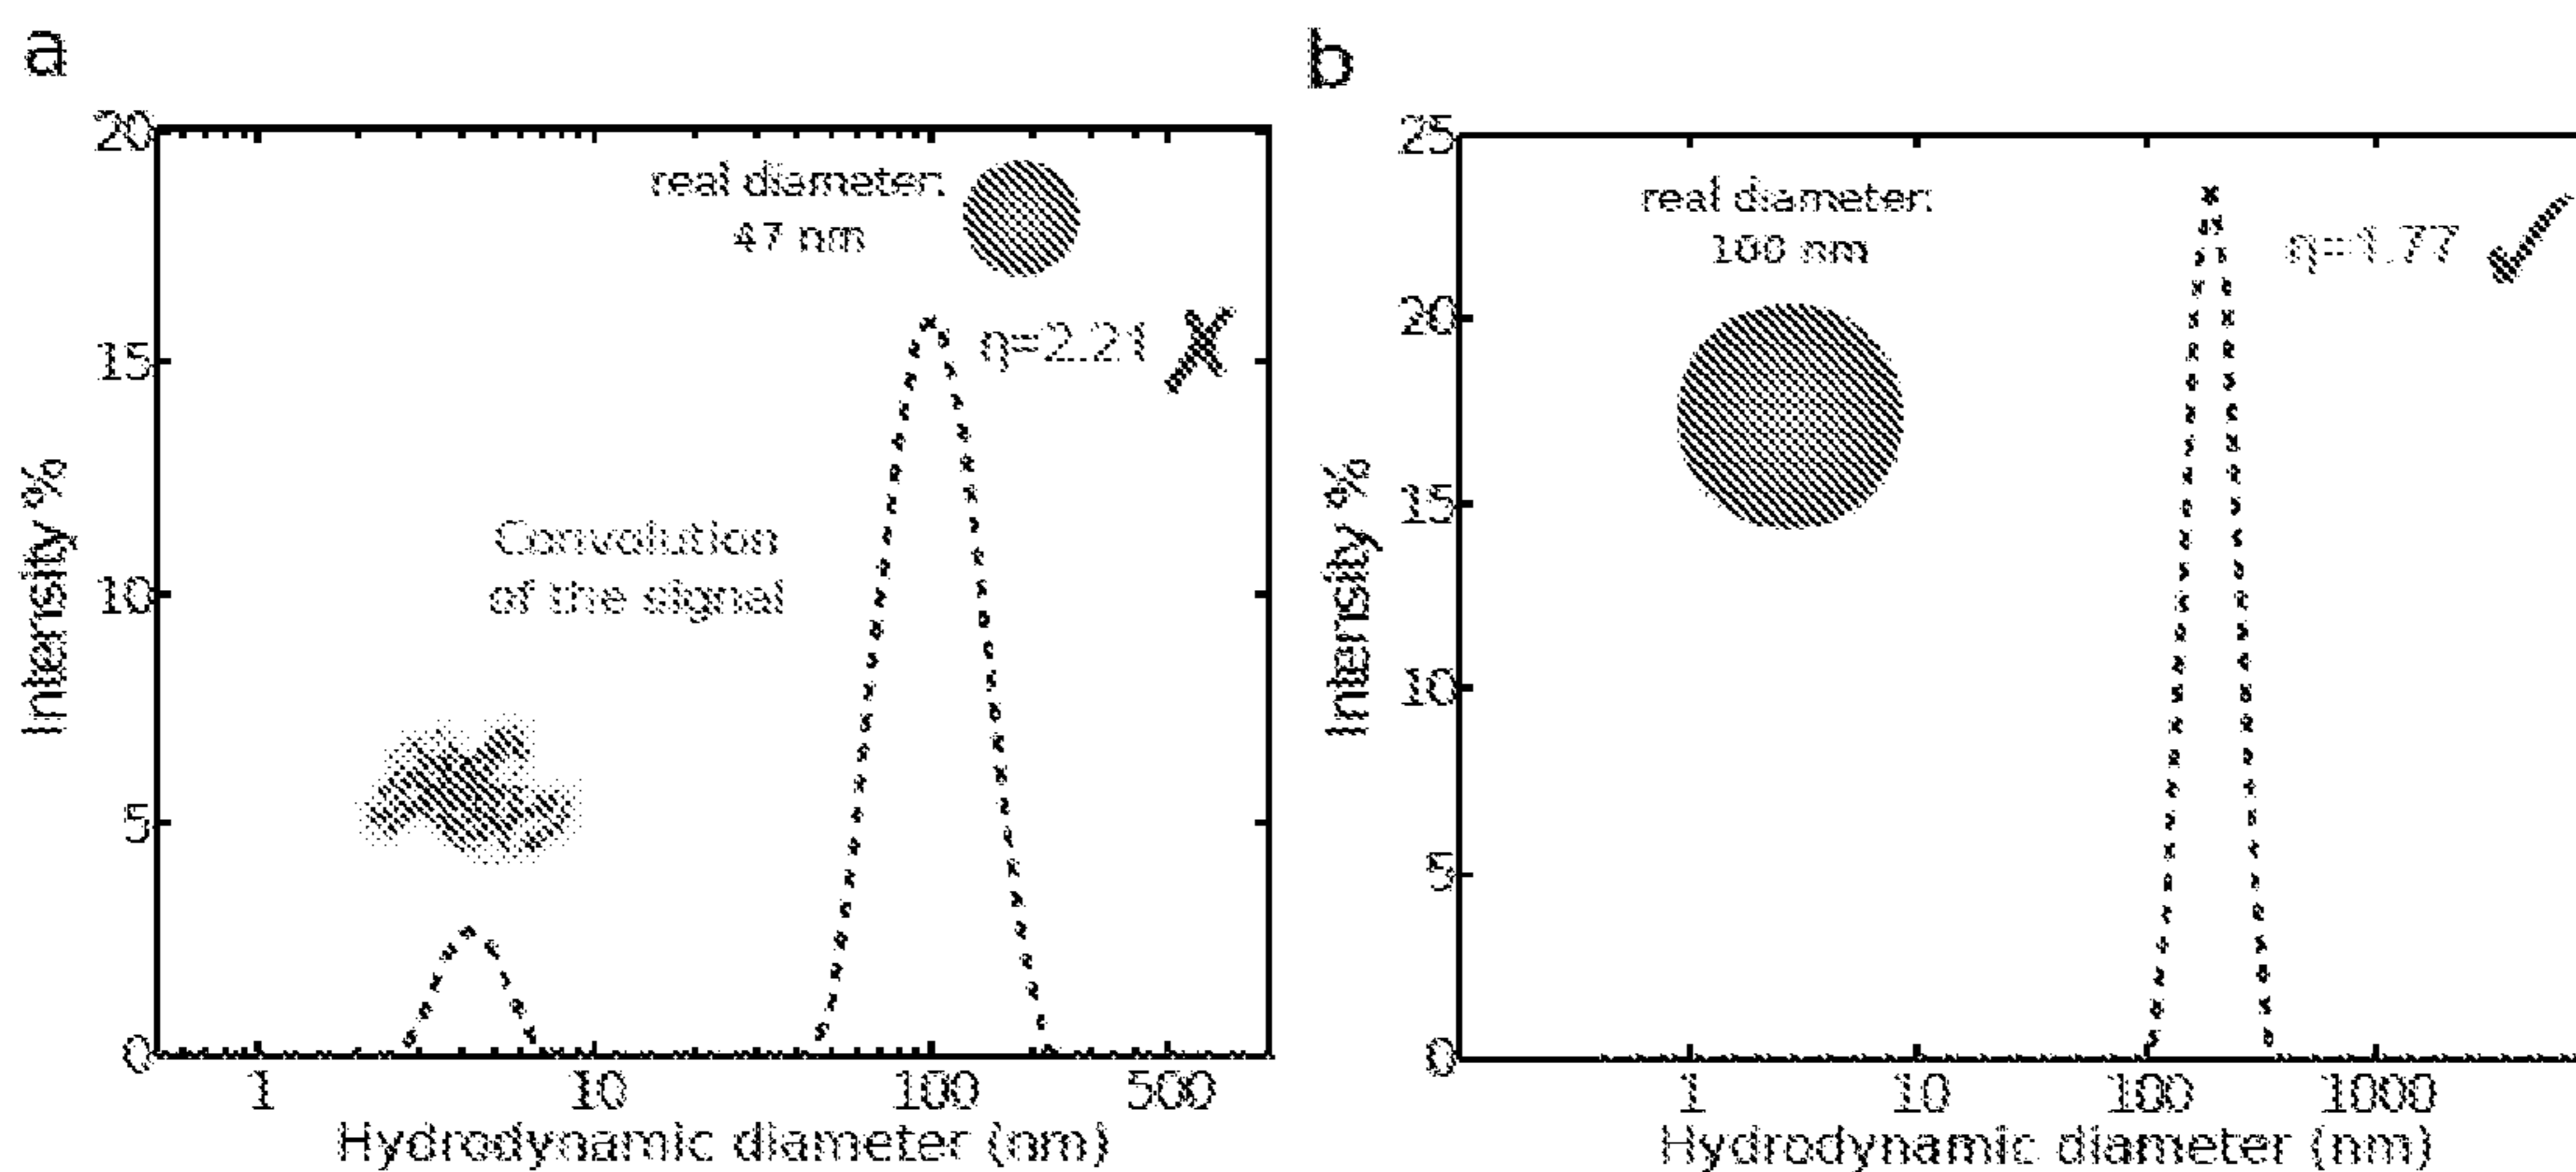 a
20
15
10
5
0
Intensity %
real diameter:
47 nm
η=2.21
Convolution
of the signal
1 10 100 500
Hydrodynamic diameter (nm)
b
25
20
15
10
5
0
Intensity %
real diameter:
100 nm
η=1.77
1 10 100 1000
Hydrodynamic diameter (nm)